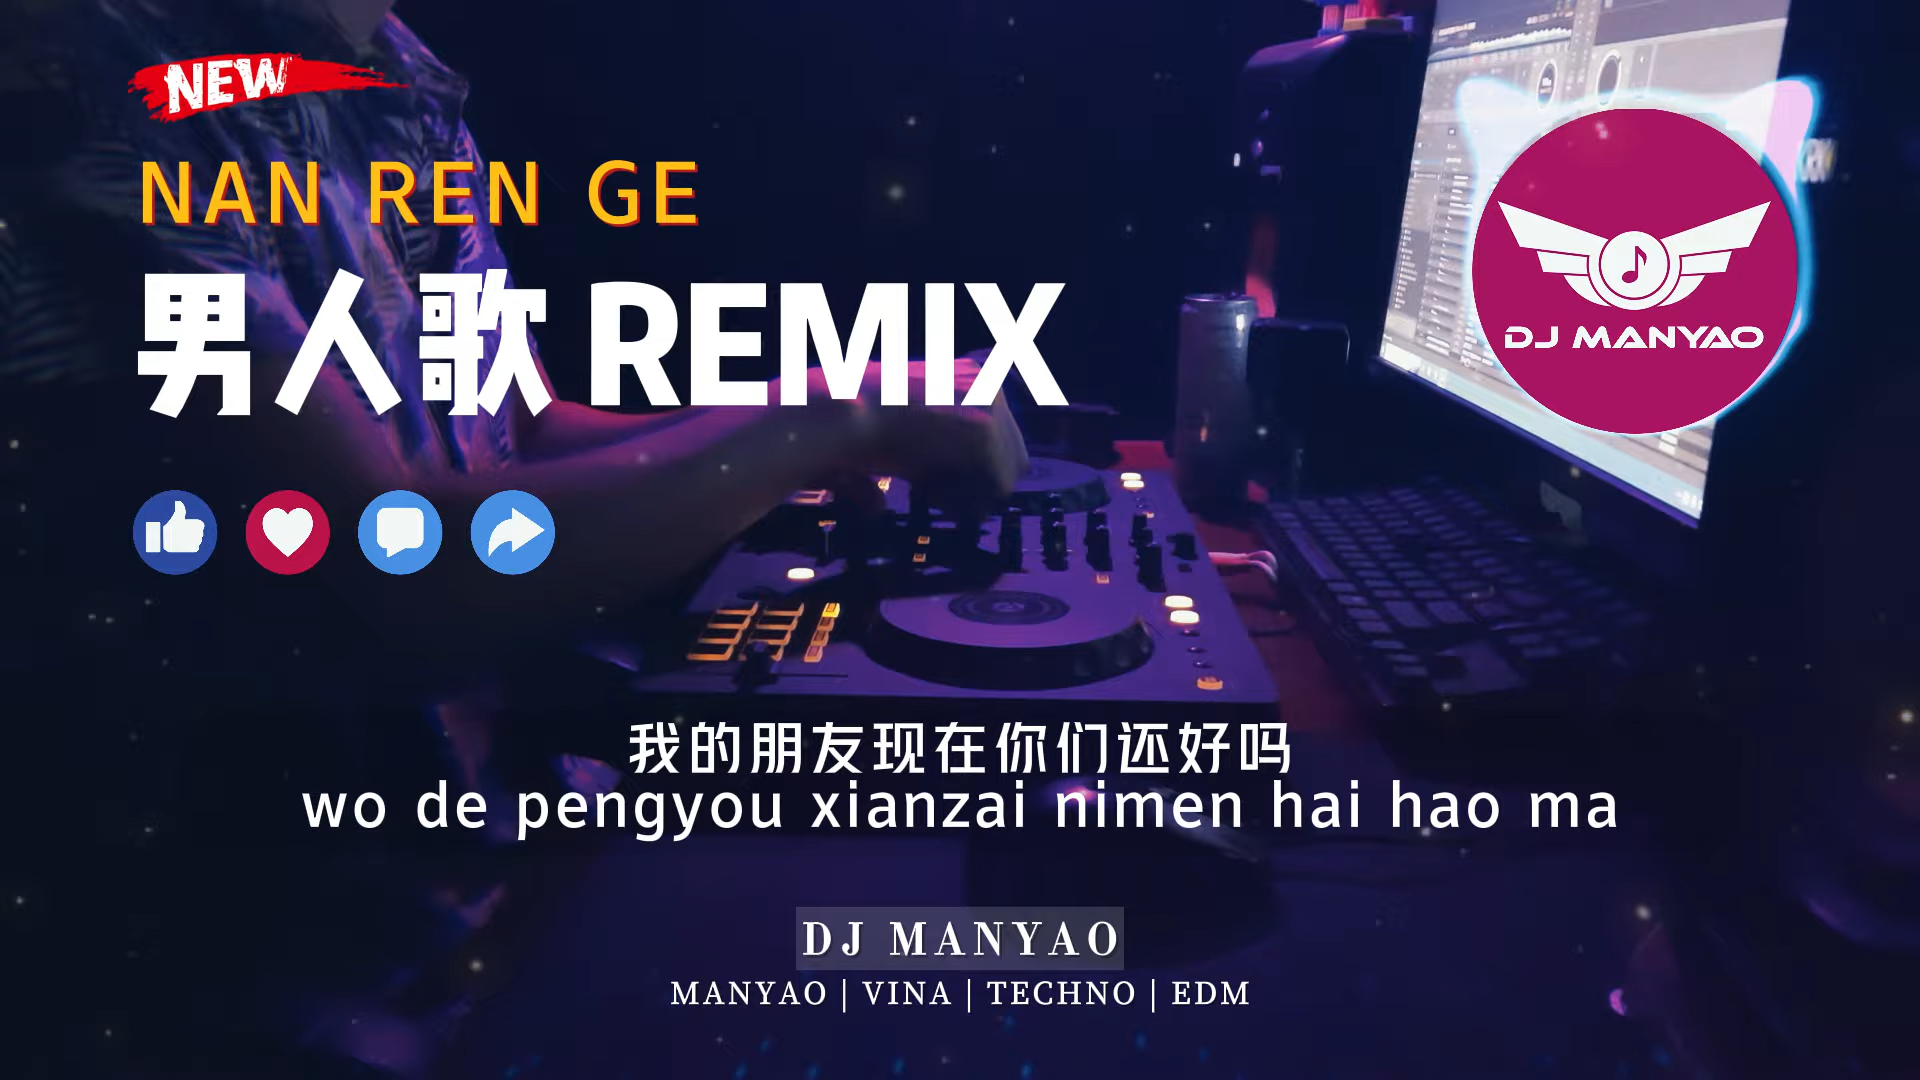 NEW
NAN REN GE
男人歌 REMIX
DJ MANYAO
我的朋友现在你们还好吗
wo de pengyou xianzai nimen hai hao ma
DJ MANYAO
MANYAO | VINA | TECHNO | EDM